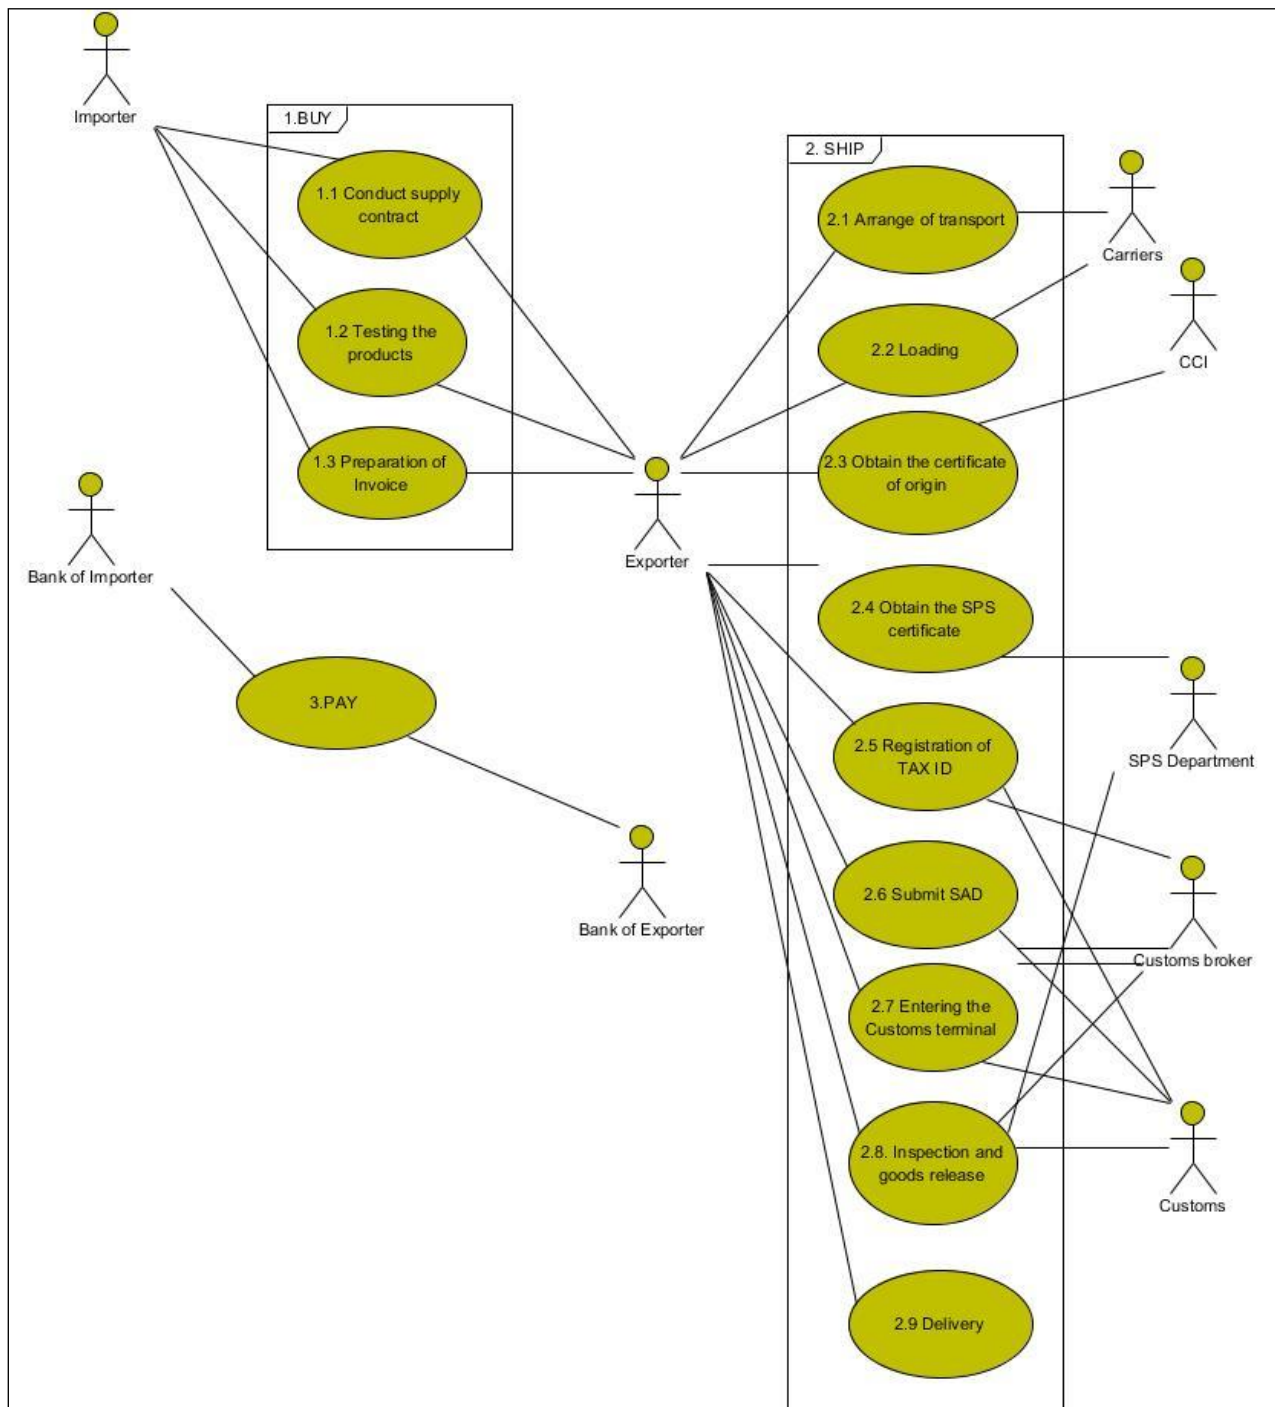 Importer
1.BUY
1.1 Conduct supply
contract
1.2 Testing the
products
1.3 Preparation of
Invoice
Bank of Importer
3.PAY
Bank of Exporter
Exporter
2. SHIP
2.1 Arrange of transport
2.2 Loading
2.3 Obtain the certificate
of origin
2.4 Obtain the SPS
certificate
2.5 Registration of
TAX ID
2.6 Submit SAD
2.7 Entering the
Customs terminal
2.8. Inspection and
goods release
2.9 Delivery
Carriers
CCI
SPS Department
Customs broker
Customs